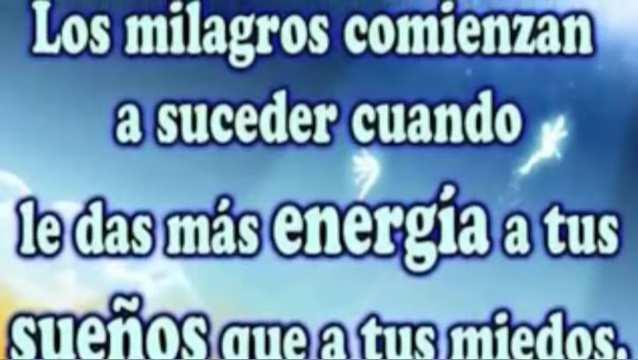 Los milagros comienzan
a suceder cuando
le das más energía a tus
sueños que a tus miedos.